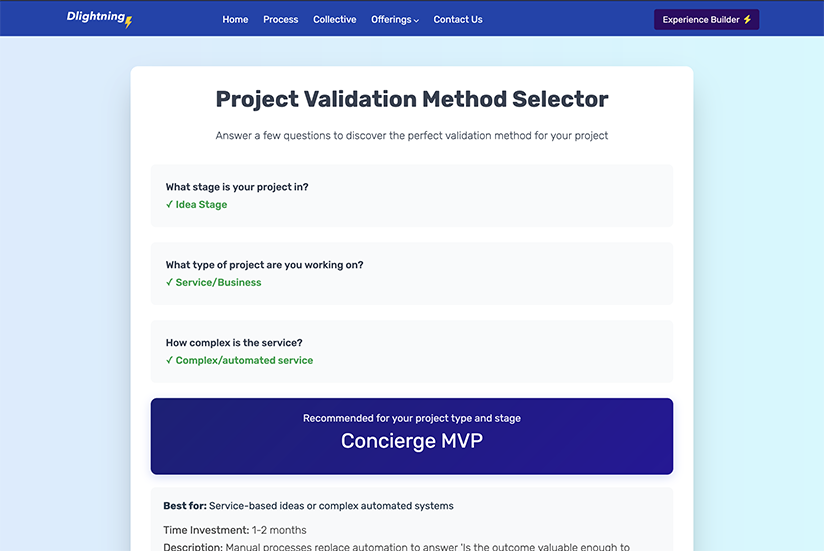 Dlightning
Home Process Collective Offerings Contact Us
Experience Builder
Project Validation Method Selector
Answer a few questions to discover the perfect validation method for your project
What stage is your project in?
✓ Idea Stage
What type of project are you working on?
✓ Service/Business
How complex is the service?
✓ Complex/automated service
Recommended for your project type and stage
Concierge MVP
Best for: Service-based ideas or complex automated systems
Time Investment: 1-2 months
Description: Manual processes replace automation to answer 'Is the outcome valuable enough to